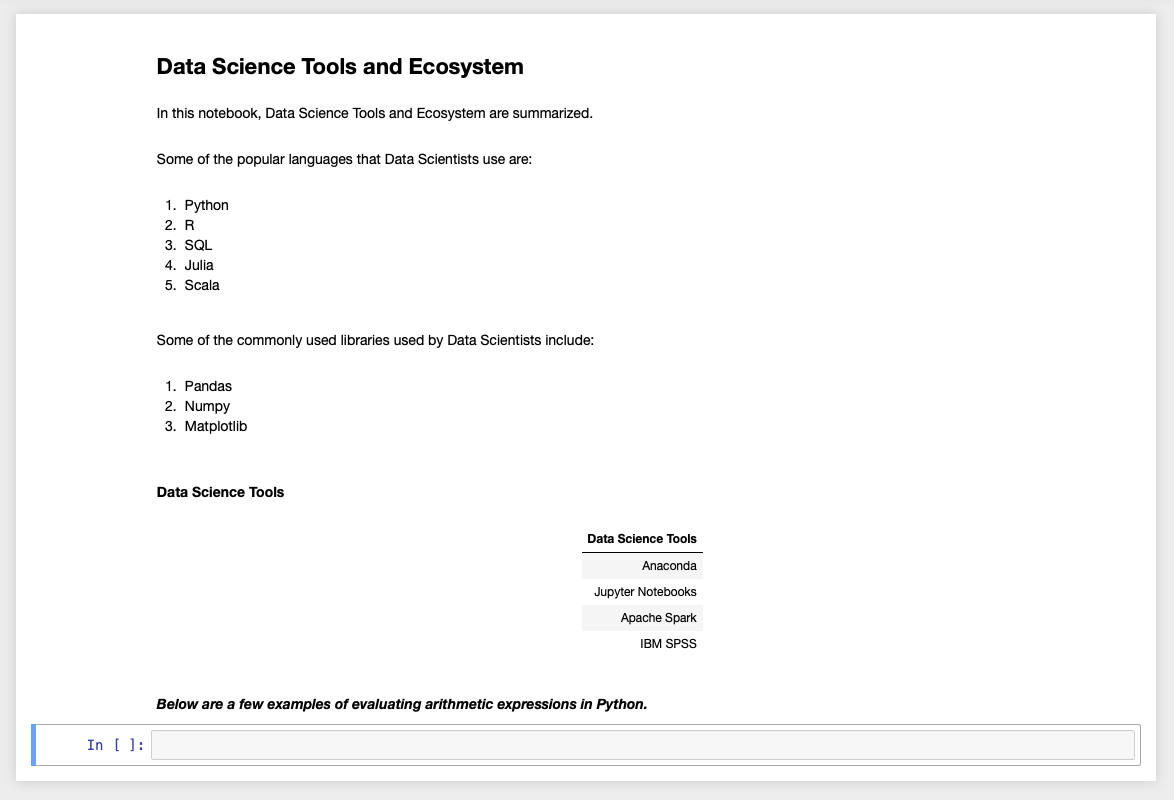 Data Science Tools and Ecosystem
In this notebook, Data Science Tools and Ecosystem are summarized.
Some of the popular languages that Data Scientists use are:
1. Python
2. R
3. SQL
4. Julia
5. Scala
Some of the commonly used libraries used by Data Scientists include:
1. Pandas
2. Numpy
3. Matplotlib
Data Science Tools
Data Science Tools
Anaconda
Jupyter Notebooks
Apache Spark
IBM SPSS
Below are a few examples of evaluating arithmetic expressions in Python.
In [ ]: